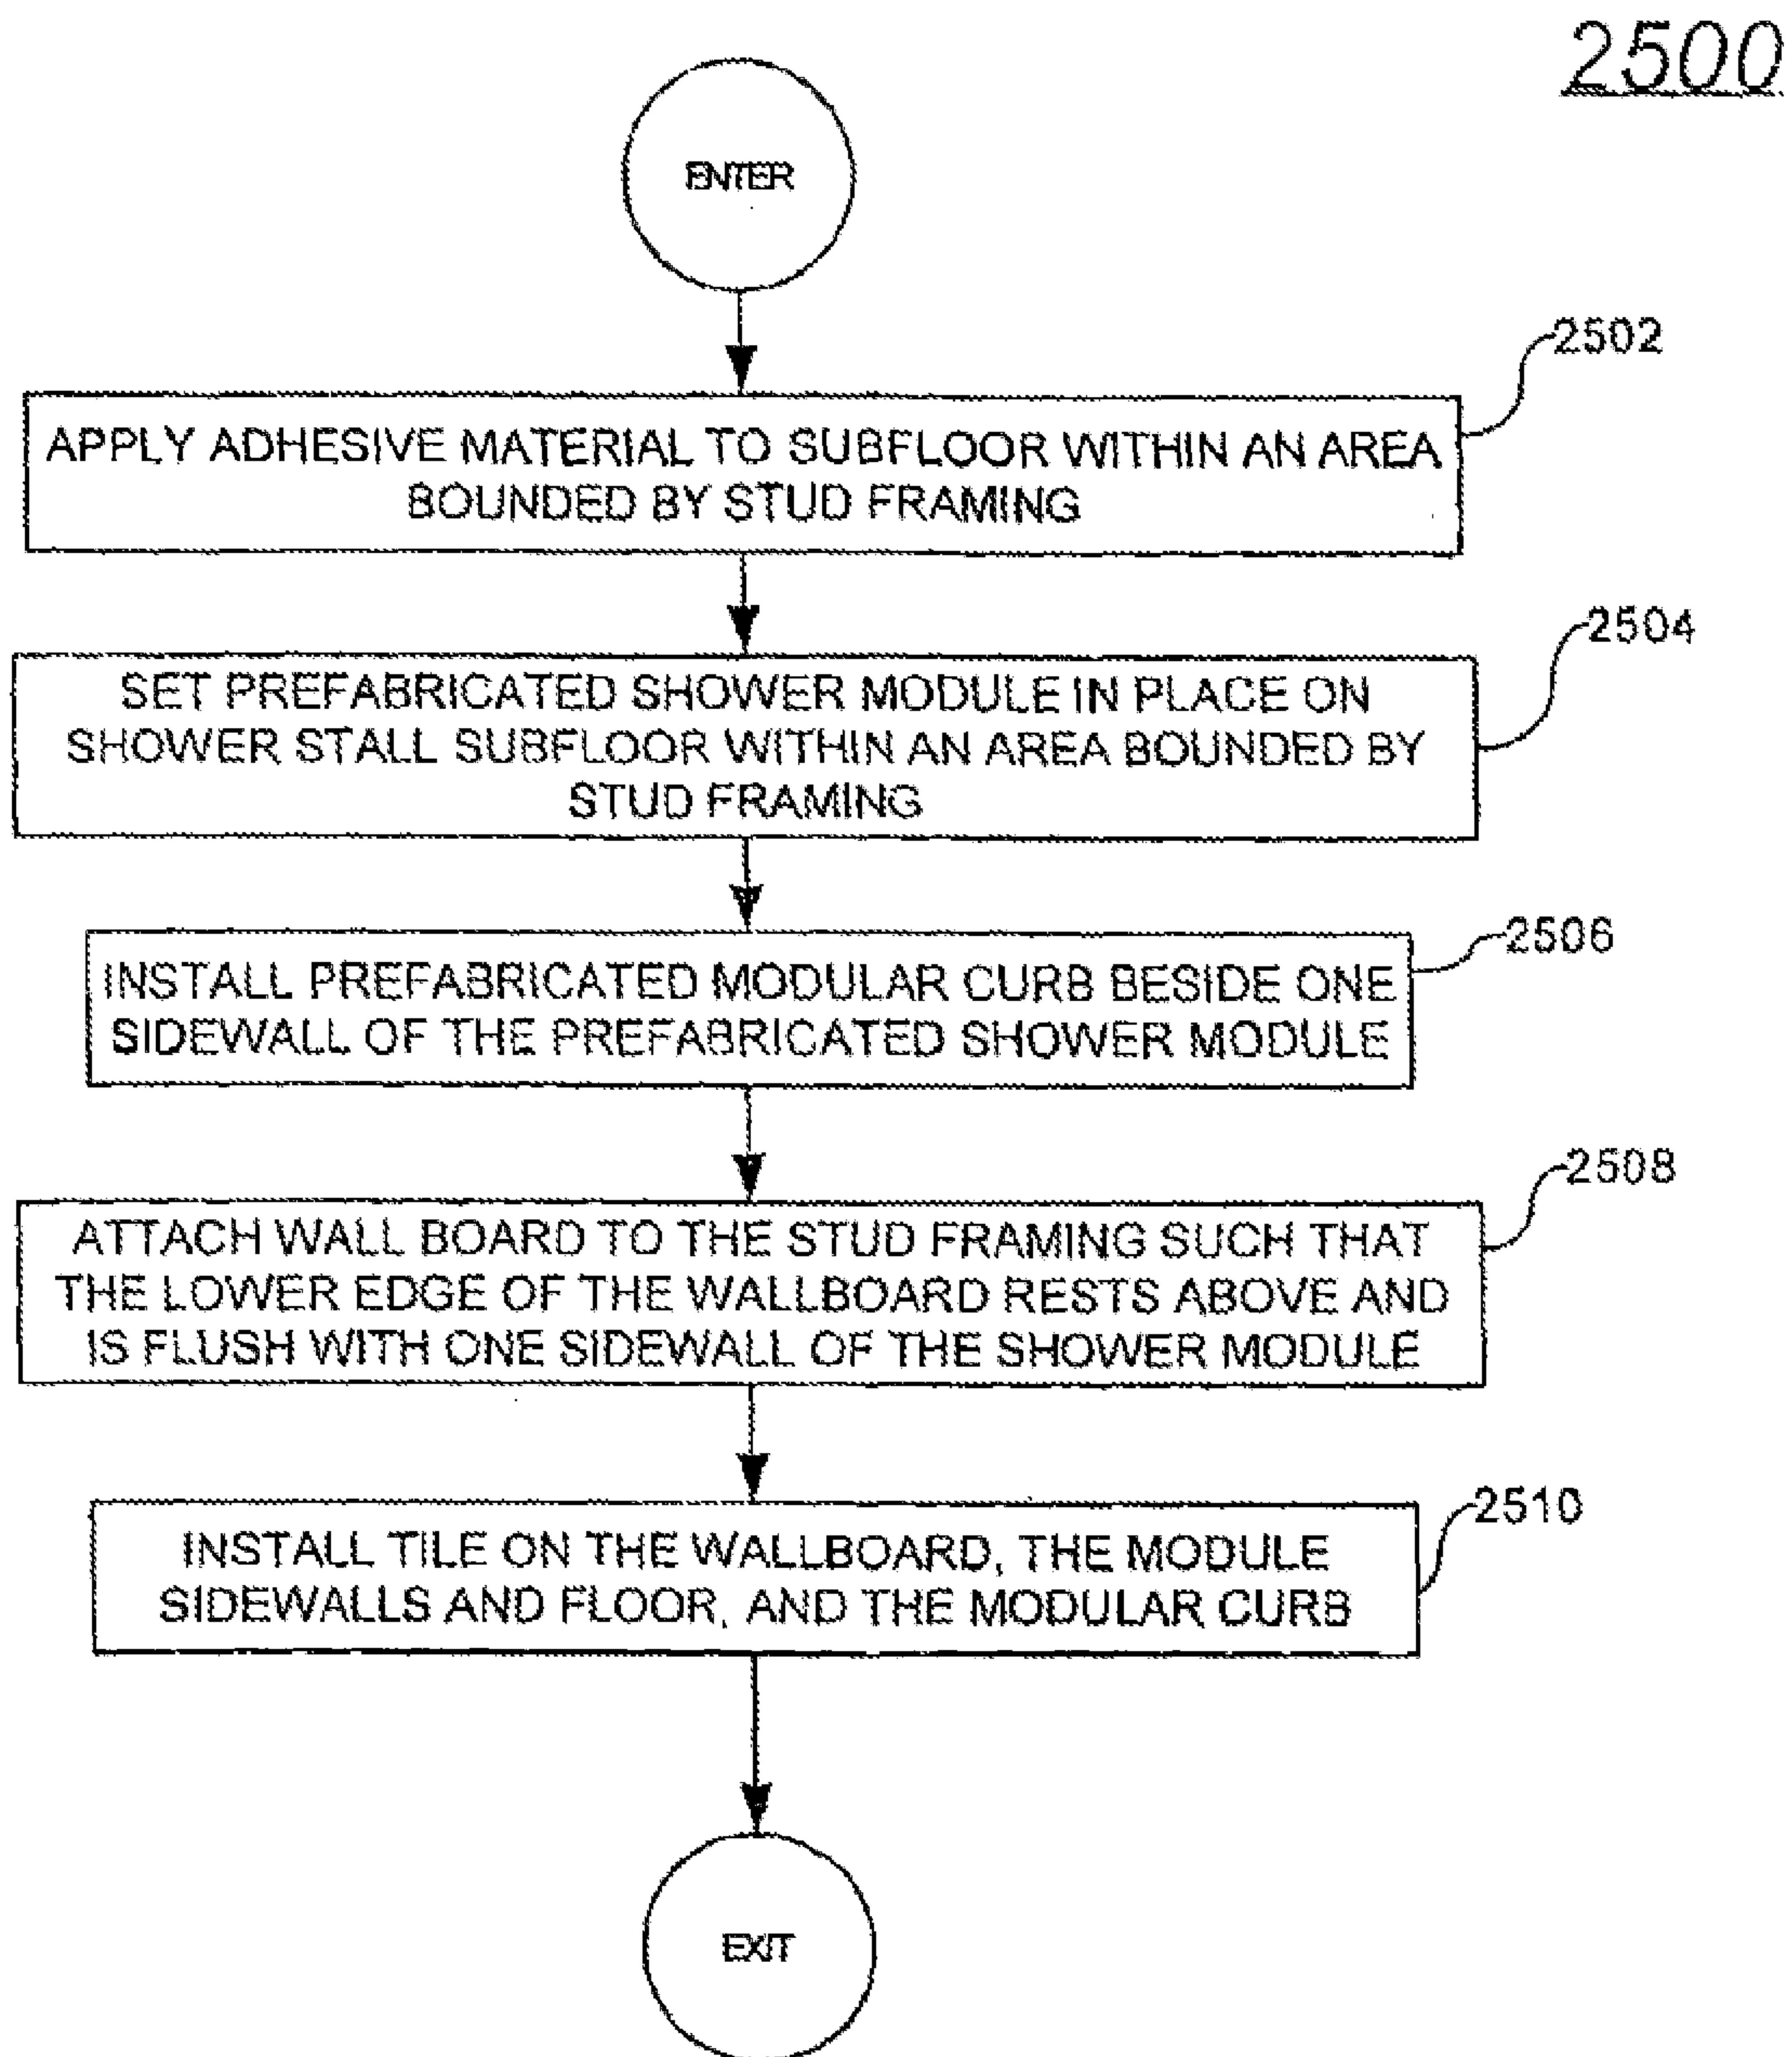 2500
ENTER
2502
APPLY ADHESIVE MATERIAL TO SUBFLOOR WITHIN AN AREA
BOUNDED BY STUD FRAMING
2504
SET PREFABRICATED SHOWER MODULE IN PLACE ON
SHOWER STALL SUBFLOOR WITHIN AN AREA BOUNDED BY
STUD FRAMING
2506
INSTALL PREFABRICATED MODULAR CURB BESIDE ONE
SIDEWALL OF THE PREFABRICATED SHOWER MODULE
2508
ATTACH WALL BOARD TO THE STUD FRAMING SUCH THAT
THE LOWER EDGE OF THE WALLBOARD RESTS ABOVE AND
IS FLUSH WITH ONE SIDEWALL OF THE SHOWER MODULE
2510
INSTALL TILE ON THE WALLBOARD, THE MODULE
SIDEWALLS AND FLOOR, AND THE MODULAR CURB
EXIT